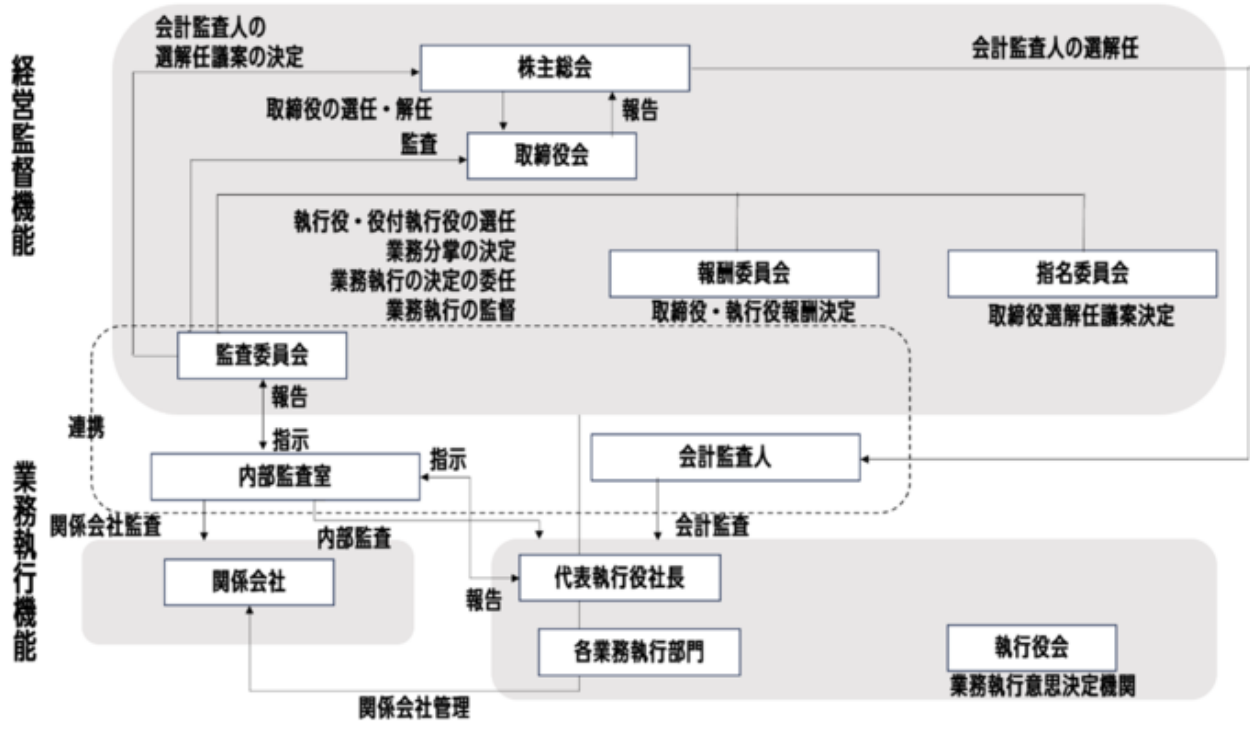 経営監督機能
会計監査人の
選解任議案の決定
株主総会
会計監査人の選解任
取締役の選任・解任
報告
監査
取締役会
執行役・役付執行役の選任
業務分掌の決定
業務執行の決定の委任
業務執行の監督
報酬委員会
取締役・執行役報酬決定
指名委員会
取締役選解任議案決定
監査委員会
報告
連携
指示
業務執行機能
内部監査室
指示
会計監査人
関係会社監査
内部監査
会計監査
関係会社
代表執行役社長
報告
各業務執行部門
執行役会
業務執行意思決定機関
関係会社管理